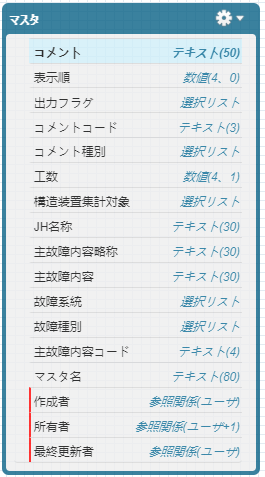 マスタ
コメント テキスト(50)
表示順 数値(4、0)
出力フラグ 選択リスト
コメントコード テキスト(3)
コメント種別 選択リスト
工数 数値(4、1)
構造装置集計対象 選択リスト
JH名称 テキスト(30)
主故障内容略称 テキスト(30)
主故障内容 テキスト(30)
故障系統 選択リスト
故障種別 選択リスト
主故障内容コード テキスト(4)
マスタ名 テキスト(80)
作成者 参照関係(ユーザ)
所有者 参照関係(ユーザ+1)
最終更新者 参照関係(ユーザ)